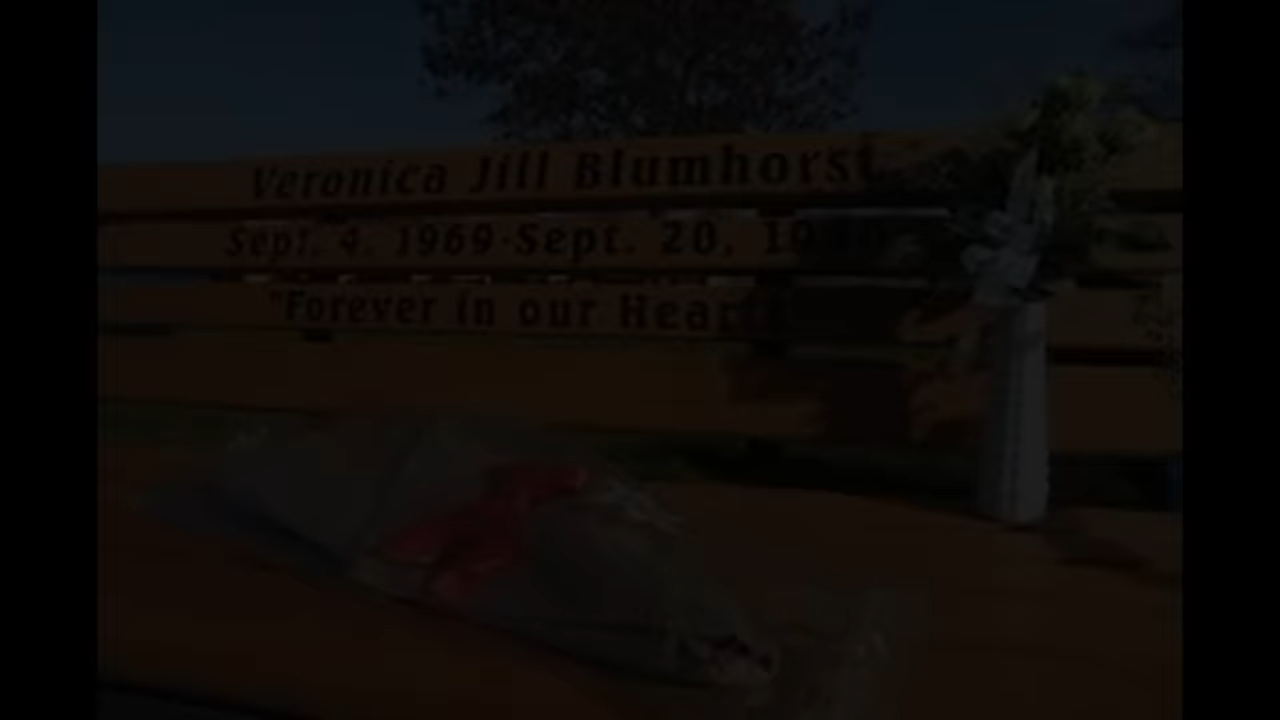 Veronica Jill Blumhorst
Sept. 4, 1969-Sept. 20,
"Forever in our